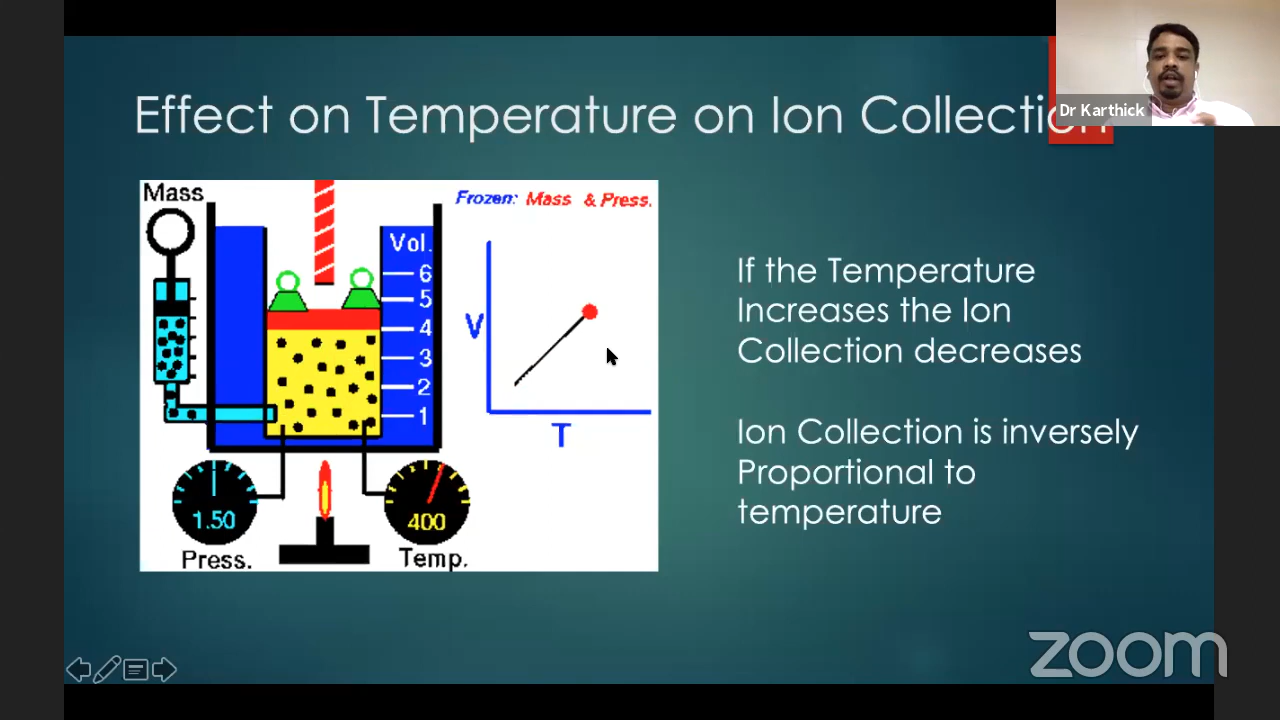 Effect on Temperature on Ion Collection
Dr Karthick
Mass
Frozen: Mass & Press.
Vol.
6
5
4
3
2
1
V
T
1.50
400
Press.
Temp.
If the Temperature
Increases the Ion
Collection decreases
Ion Collection is inversely
Proportional to
temperature
zoom